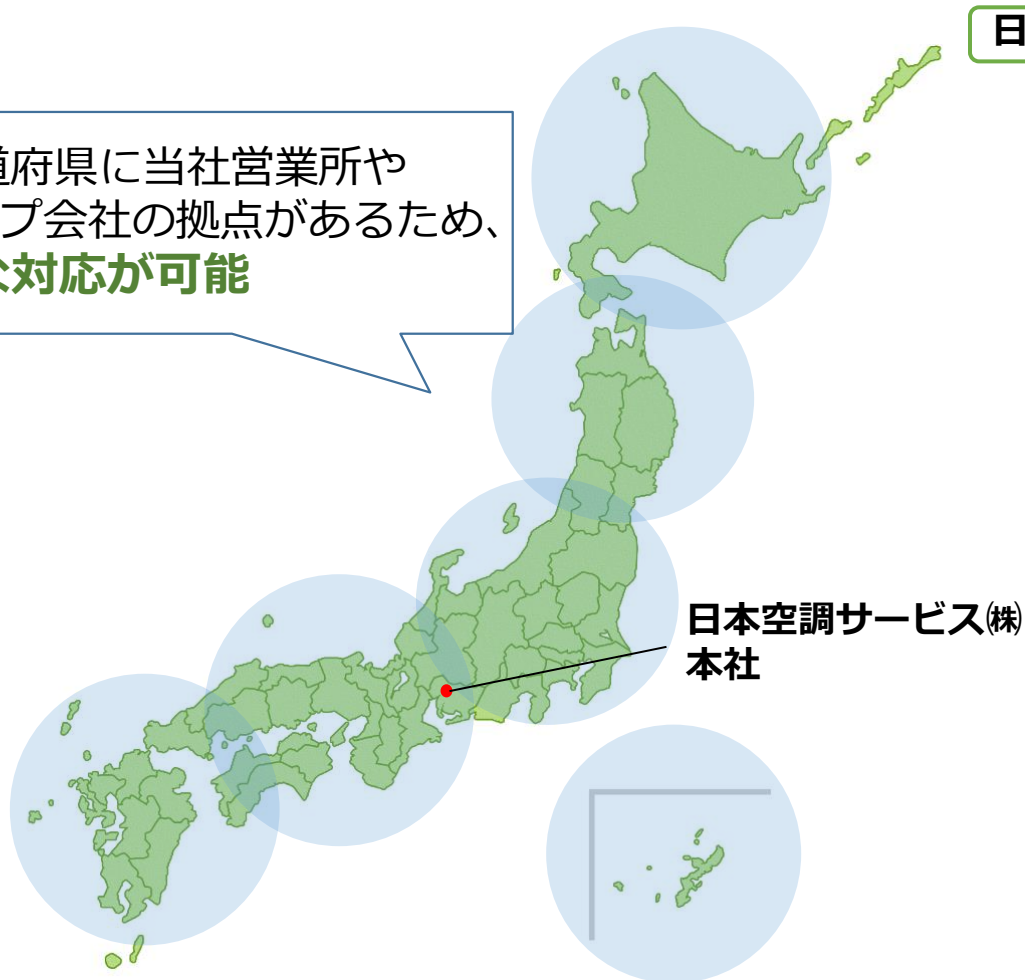 日
道府県に当社営業所や
プ会社の拠点があるため、
対応が可能
日本空調サービス㈱
本社